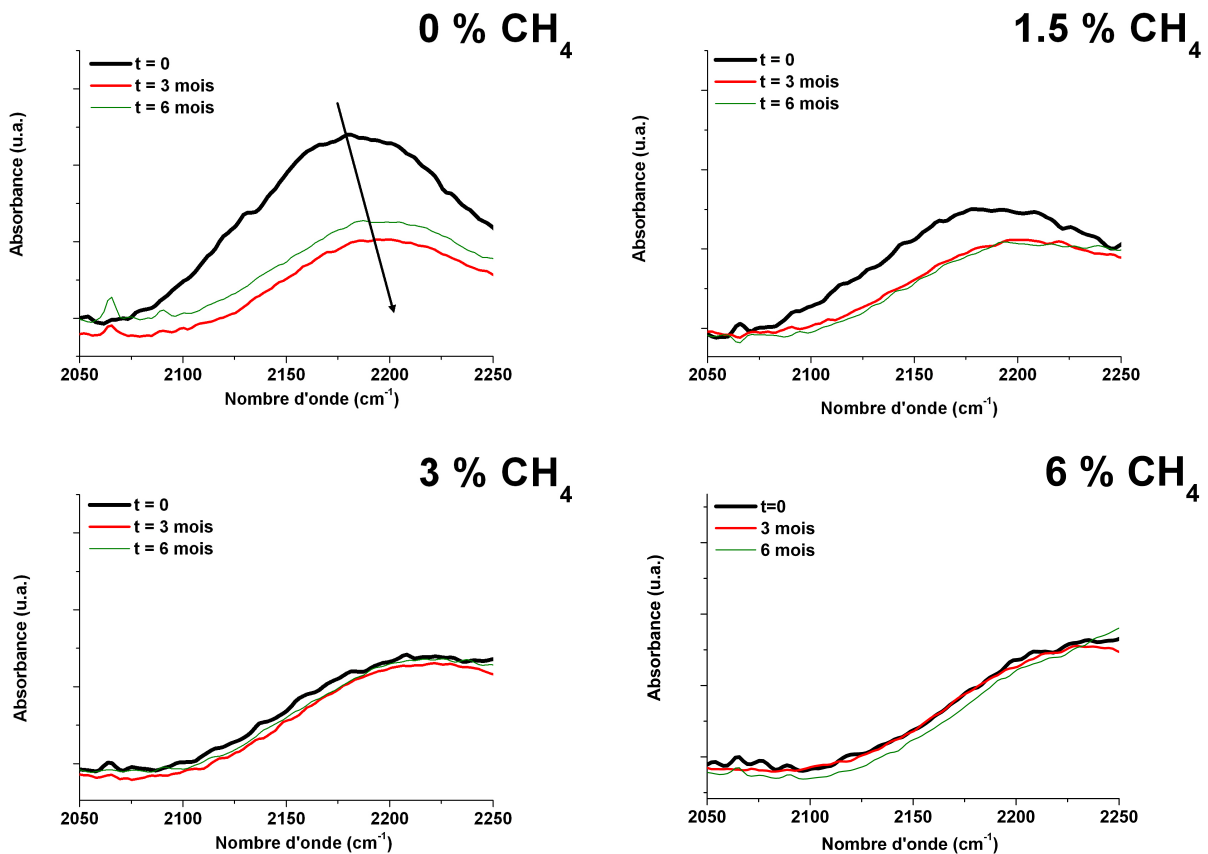 0 % CH4
t = 0
t = 3 mois
t = 6 mois
Absorbance (u.a.)
2050 2100 2150 2200 2250
Nombre d'onde (cm-1)
1.5 % CH4
t = 0
t = 3 mois
t = 6 mois
Absorbance (u.a.)
2050 2100 2150 2200 2250
Nombre d'onde (cm-1)
3 % CH4
t = 0
t = 3 mois
t = 6 mois
Absorbance (u.a.)
2050 2100 2150 2200 2250
Nombre d'onde (cm-1)
6 % CH4
t=0
3 mois
6 mois
Absorbance (u.a.)
2050 2100 2150 2200 2250
Nombre d'onde (cm-1)